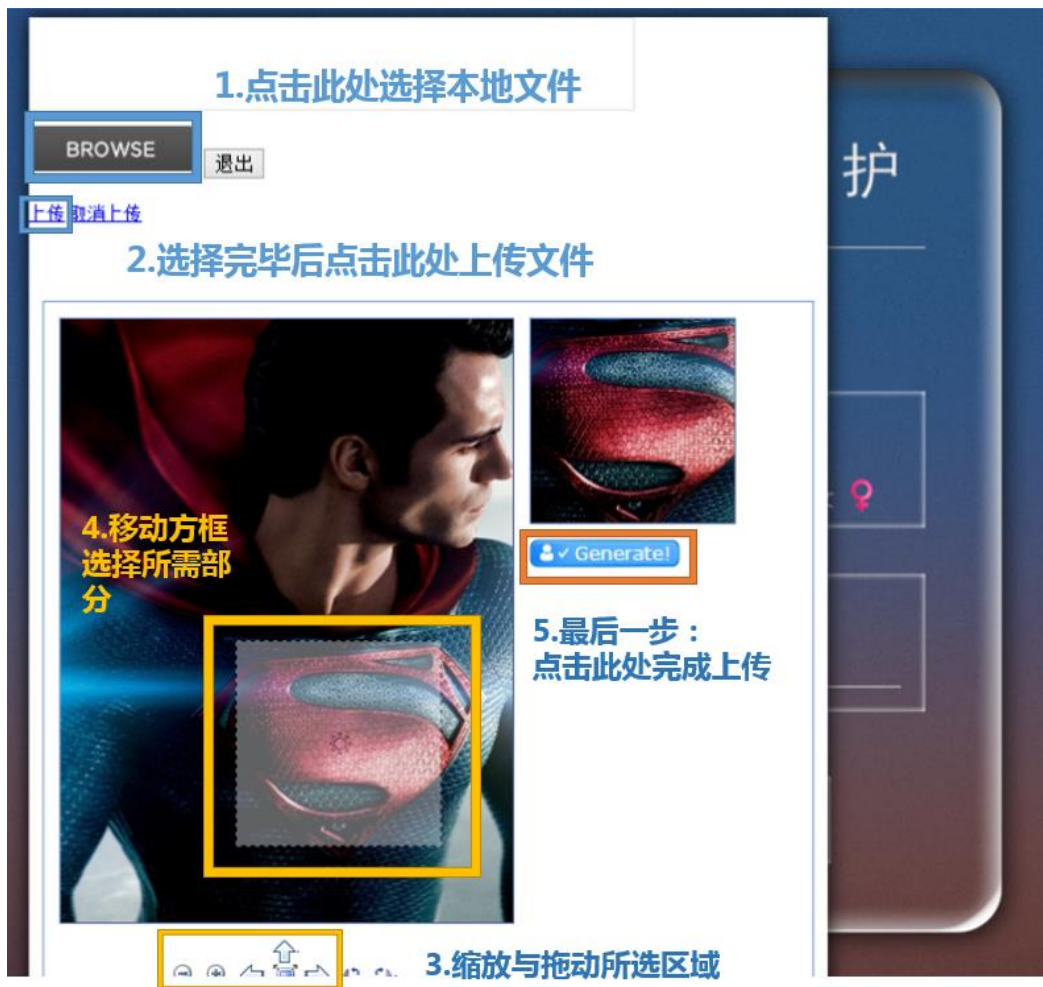 1.点击此处选择本地文件
BROWSE
退出
护
上传 取消上传
2.选择完毕后点击此处上传文件
4.移动方框
选择所需部
分
Generate!
5.最后一步：
点击此处完成上传
3.缩放与拖动所选区域